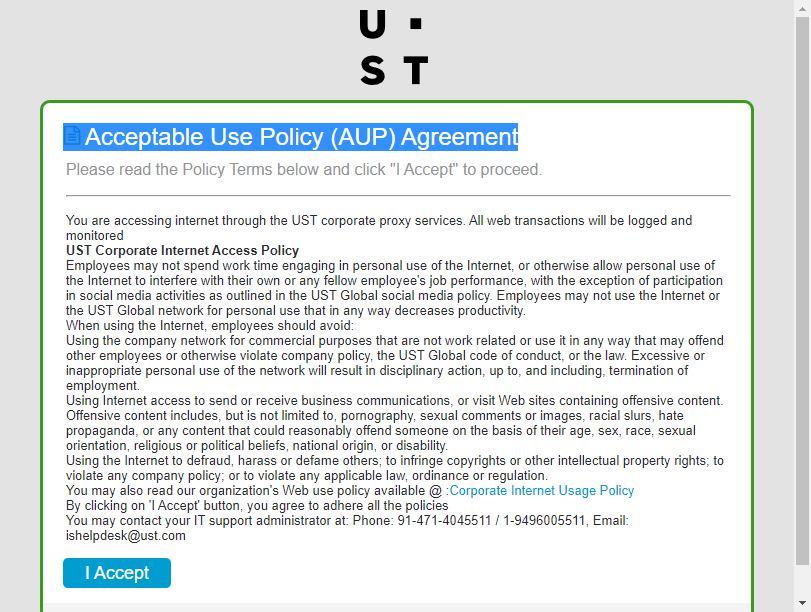 U ▪
S T
Acceptable Use Policy (AUP) Agreement
Please read the Policy Terms below and click "I Accept" to proceed.
You are accessing internet through the UST corporate proxy services. All web transactions will be logged and
monitored
UST Corporate Internet Access Policy
Employees may not spend work time engaging in personal use of the Internet, or otherwise allow personal use of
the Internet to interfere with their own or any fellow employee's job performance, with the exception of participation
in social media activities as outlined in the UST Global social media policy. Employees may not use the Internet or
the UST Global network for personal use that in any way decreases productivity.
When using the Internet, employees should avoid:
Using the company network for commercial purposes that are not work related or use it in any way that may offend
other employees or otherwise violate company policy, the UST Global code of conduct, or the law. Excessive or
inappropriate personal use of the network will result in disciplinary action, up to, and including, termination of
employment.
Using Internet access to send or receive business communications, or visit Web sites containing offensive content.
Offensive content includes, but is not limited to, pornography, sexual comments or images, racial slurs, hate
propaganda, or any content that could reasonably offend someone on the basis of their age, sex, race, sexual
orientation, religious or political beliefs, national origin, or disability.
Using the Internet to defraud, harass or defame others; to infringe copyrights or other intellectual property rights; to
violate any company policy; or to violate any applicable law, ordinance or regulation.
You may also read our organization's Web use policy available @ :Corporate Internet Usage Policy
By clicking on 'I Accept' button, you agree to adhere all the policies
You may contact your IT support administrator at: Phone: 91-471-4045511 / 1-9496005511, Email:
ishelpdesk@ust.com
I Accept